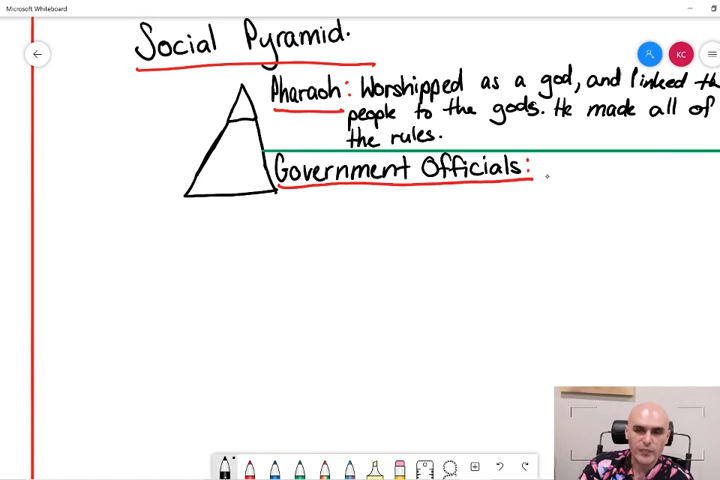 Microsoft Whiteboard
Social Pyramid.
KC
Pharaoh: Worshipped as a god, and linked
people to the gods. He made all of
the rules.
Government Officials: